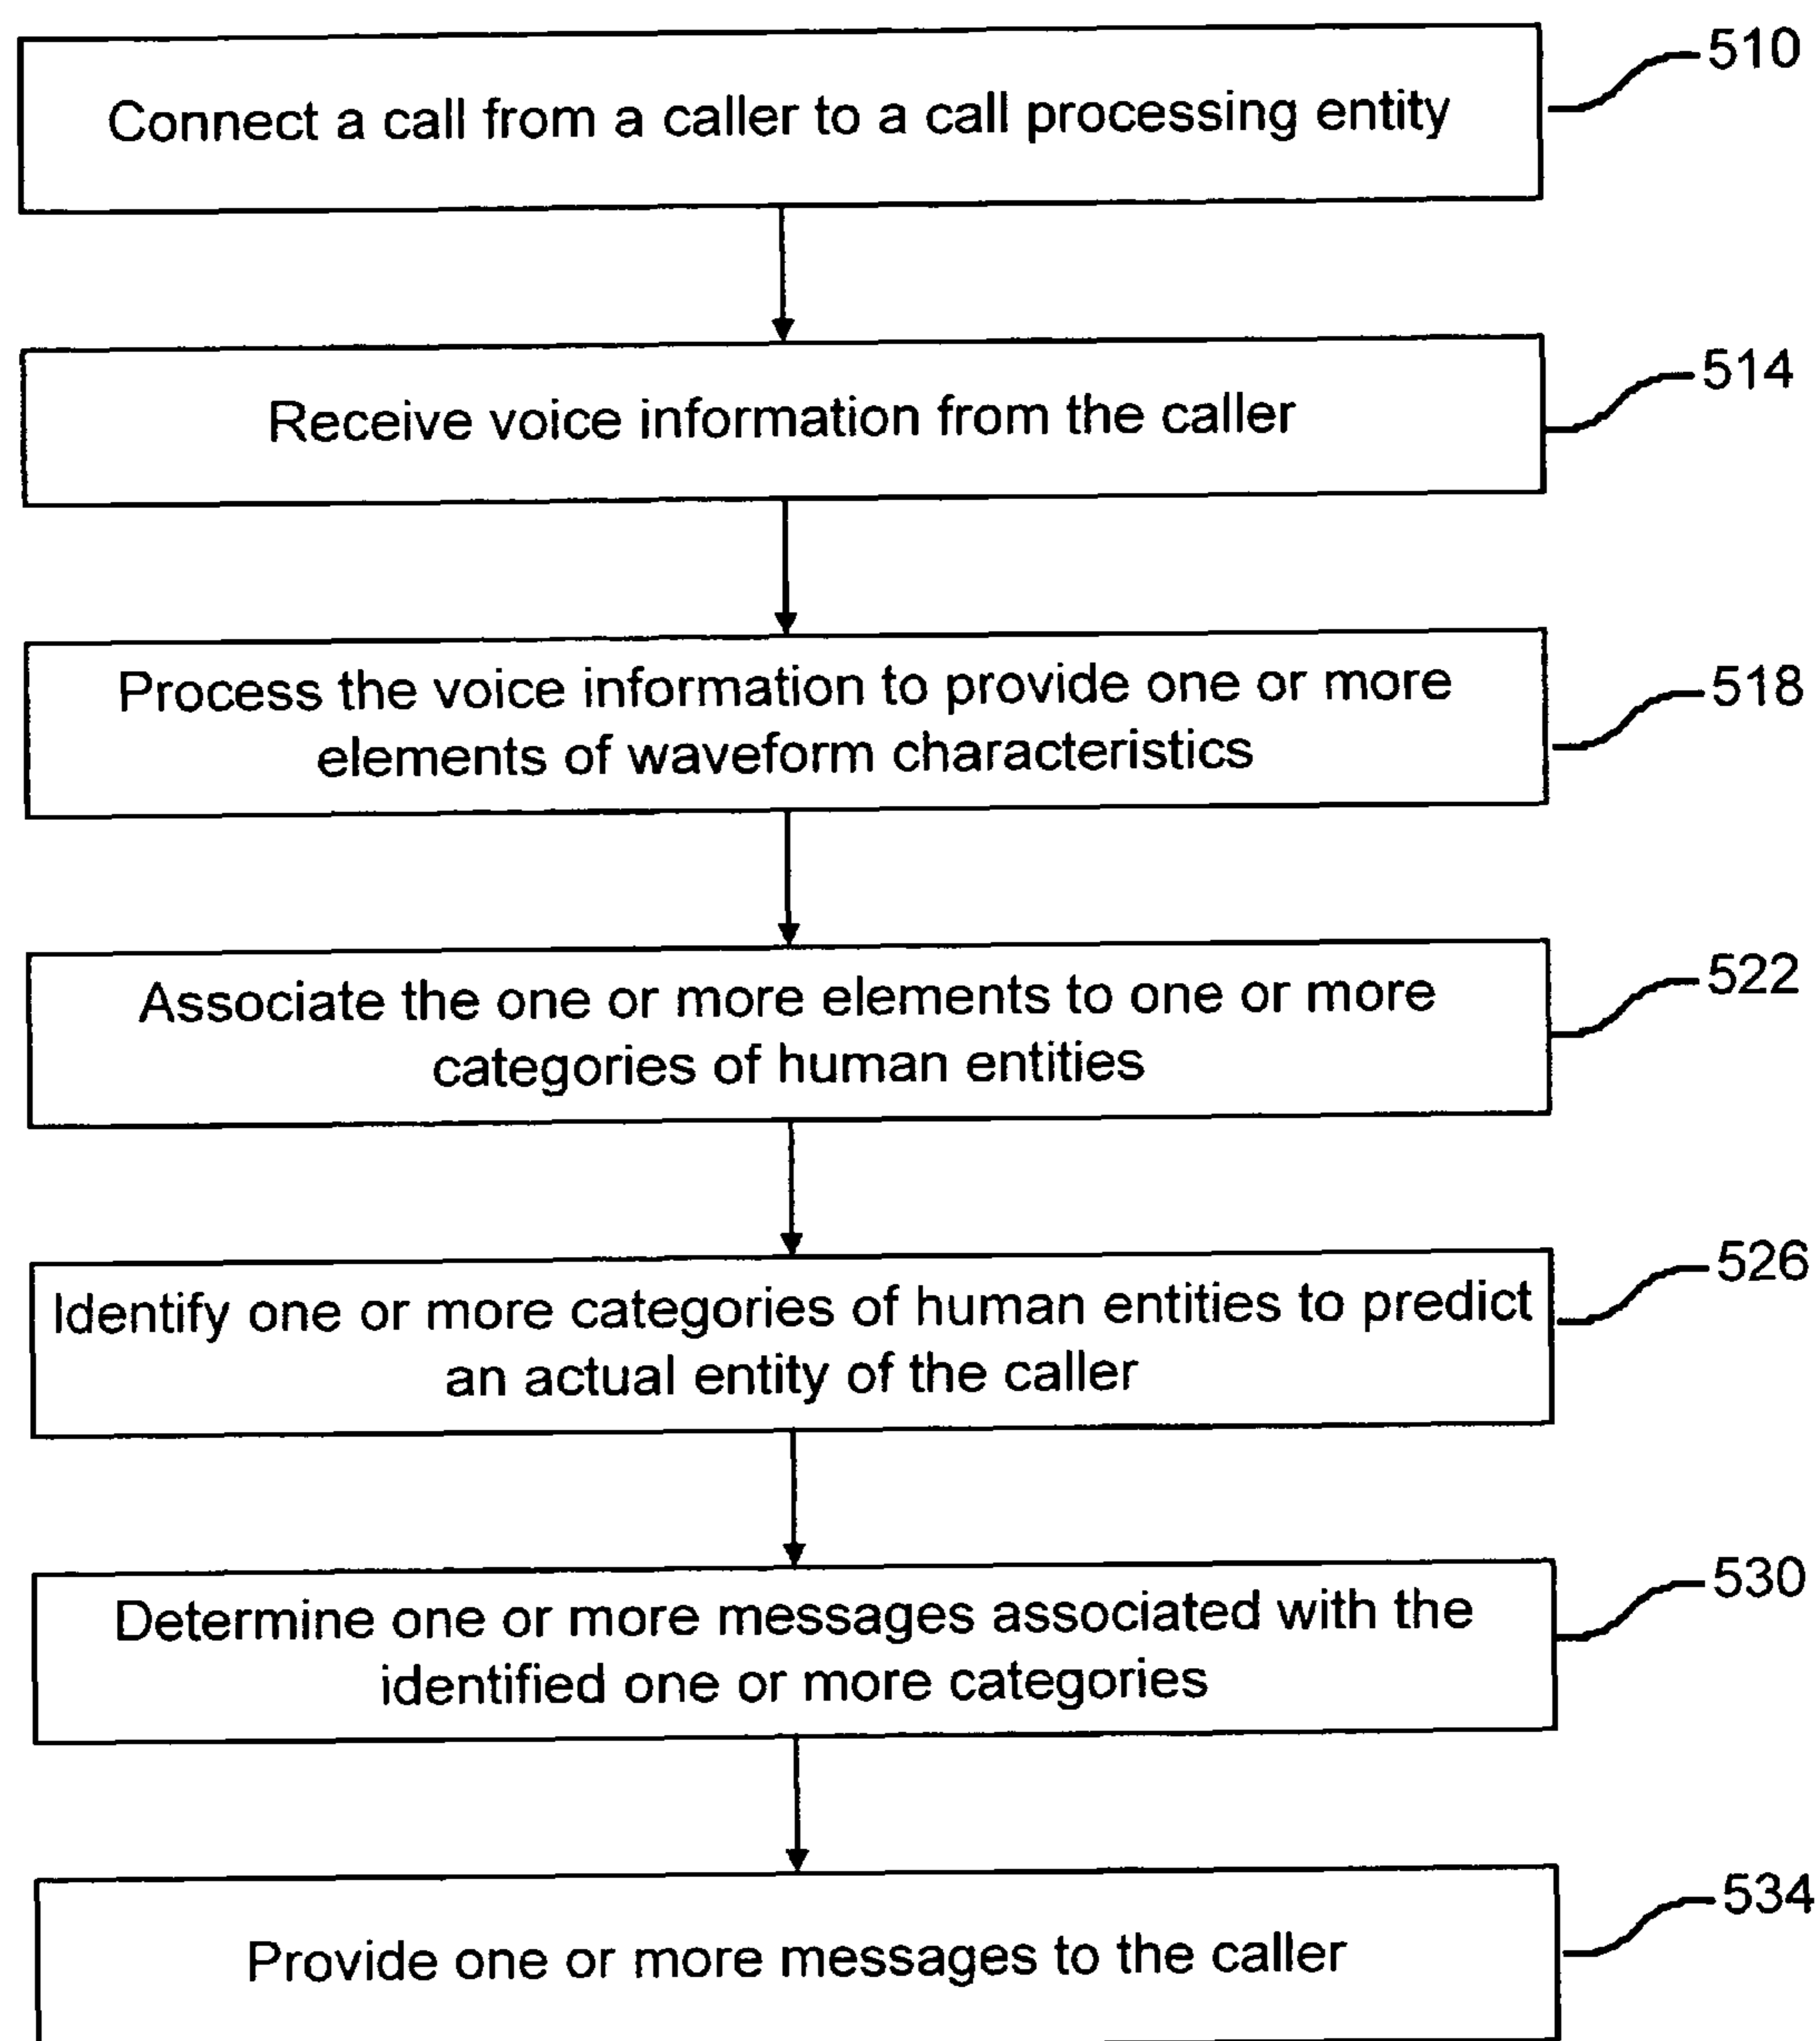 510
Connect a call from a caller to a call processing entity
514
Receive voice information from the caller
518
Process the voice information to provide one or more
elements of waveform characteristics
522
Associate the one or more elements to one or more
categories of human entities
526
Identify one or more categories of human entities to predict
an actual entity of the caller
530
Determine one or more messages associated with the
identified one or more categories
534
Provide one or more messages to the caller